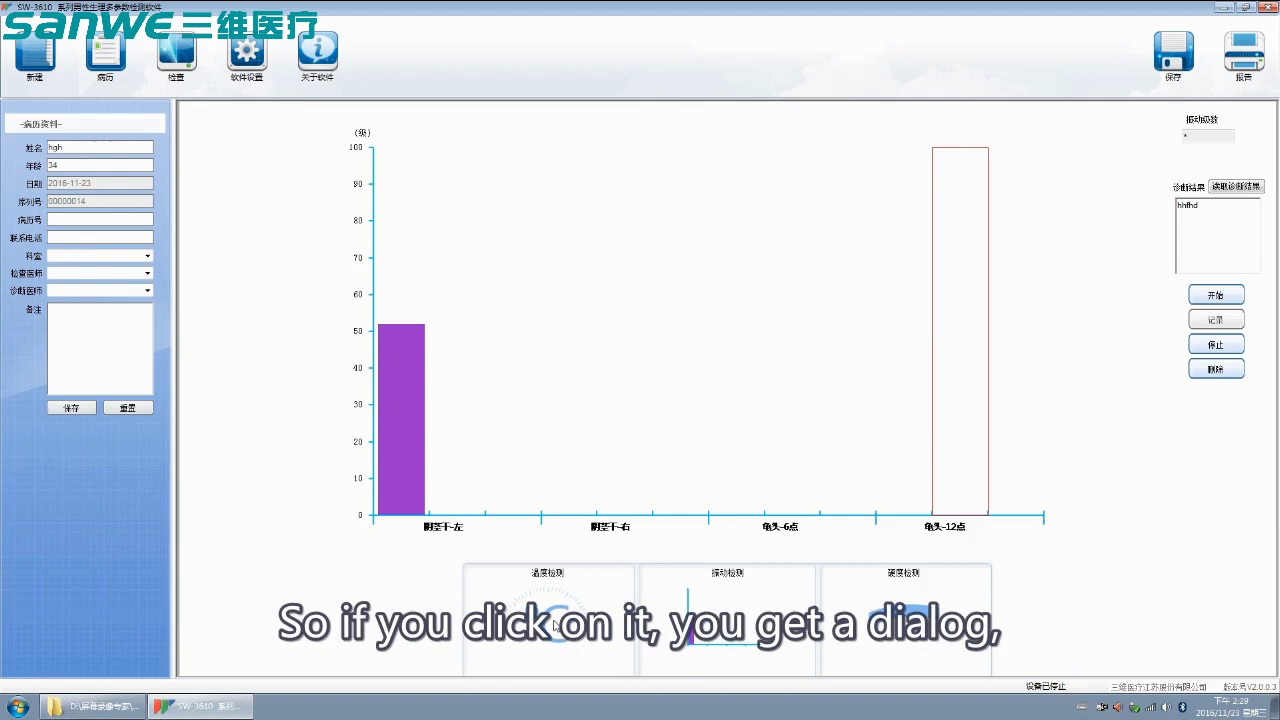 SW-3610 系列男性生理多参数检测软件
sanwe三维医疗
新建
病历
检查
软件设置
关于软件
保存
报告
-病历资料-
姓名 hgh
年龄 34
日期 2016-11-23
序列号 00000014
病历号
联系电话
科室
检查医师
诊断医师
备注
保存
重置
(级)
100
90
80
70
60
50
40
30
20
10
0
阴茎干-左
阴茎干-右
龟头-6点
龟头-12点
振动级数
*
诊断结果 读取诊断结果
hhfhd
开始
记录
停止
删除
温度检测
振动检测
硬度检测
So if you click on it, you get a dialog,
设备已停止
三维医疗江苏股份有限公司
版本号V2.0.0.3
D:\屏幕录像专家\...
SW-3610 系列...
下午 2:29
2016/11/23 星期三